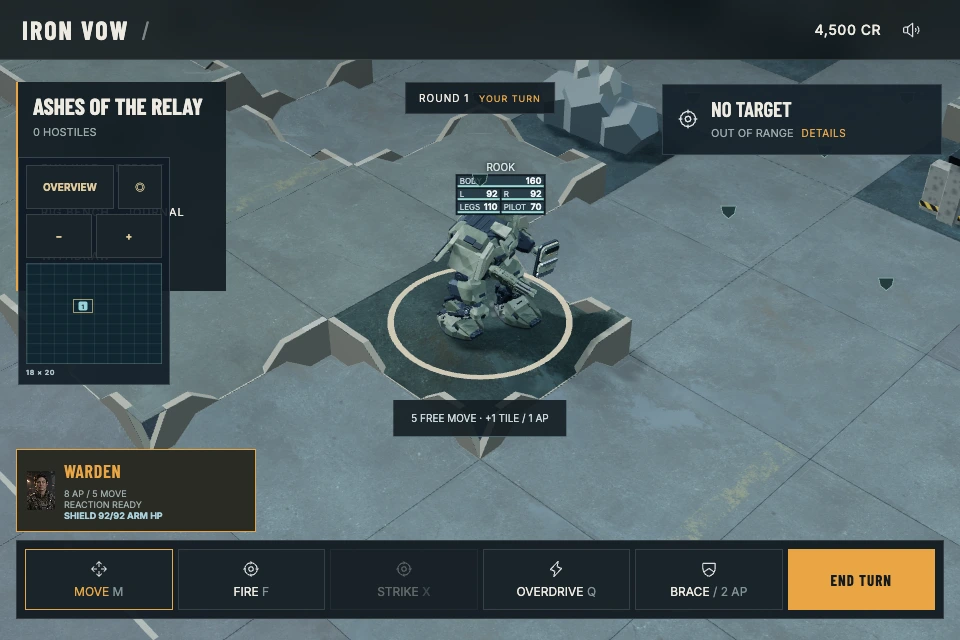 IRON VOW /
4,500 CR
ASHES OF THE RELAY
0 HOSTILES
ROUND 1 YOUR TURN
NO TARGET
OUT OF RANGE DETAILS
OVERVIEW
- +
1
18 × 20
ROOK
BODY 160
L 92 R 92
LEGS 110 PILOT 70
5 FREE MOVE · +1 TILE / 1 AP
WARDEN
8 AP / 5 MOVE
REACTION READY
SHIELD 92/92 ARM HP
MOVE M
FIRE F
STRIKE X
OVERDRIVE Q
BRACE / 2 AP
END TURN